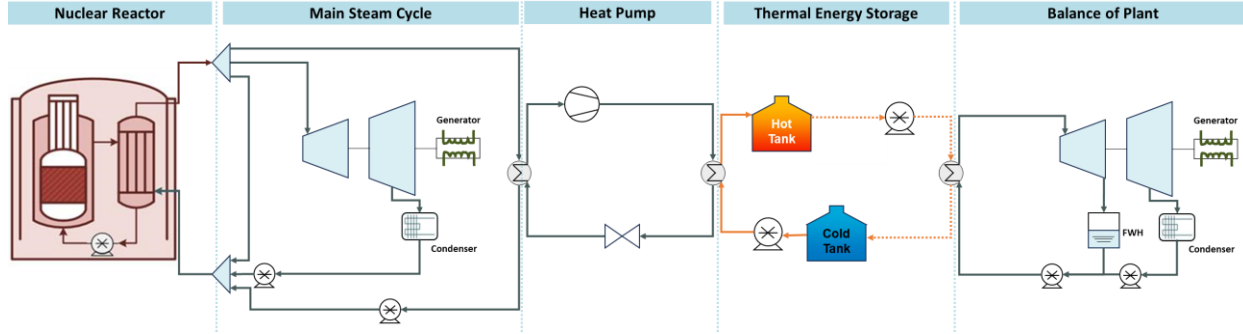 Nuclear Reactor
Main Steam Cycle
Heat Pump
Thermal Energy Storage
Balance of Plant
Generator
Condenser
Hot
Tank
Cold
Tank
Generator
FWH
Condenser